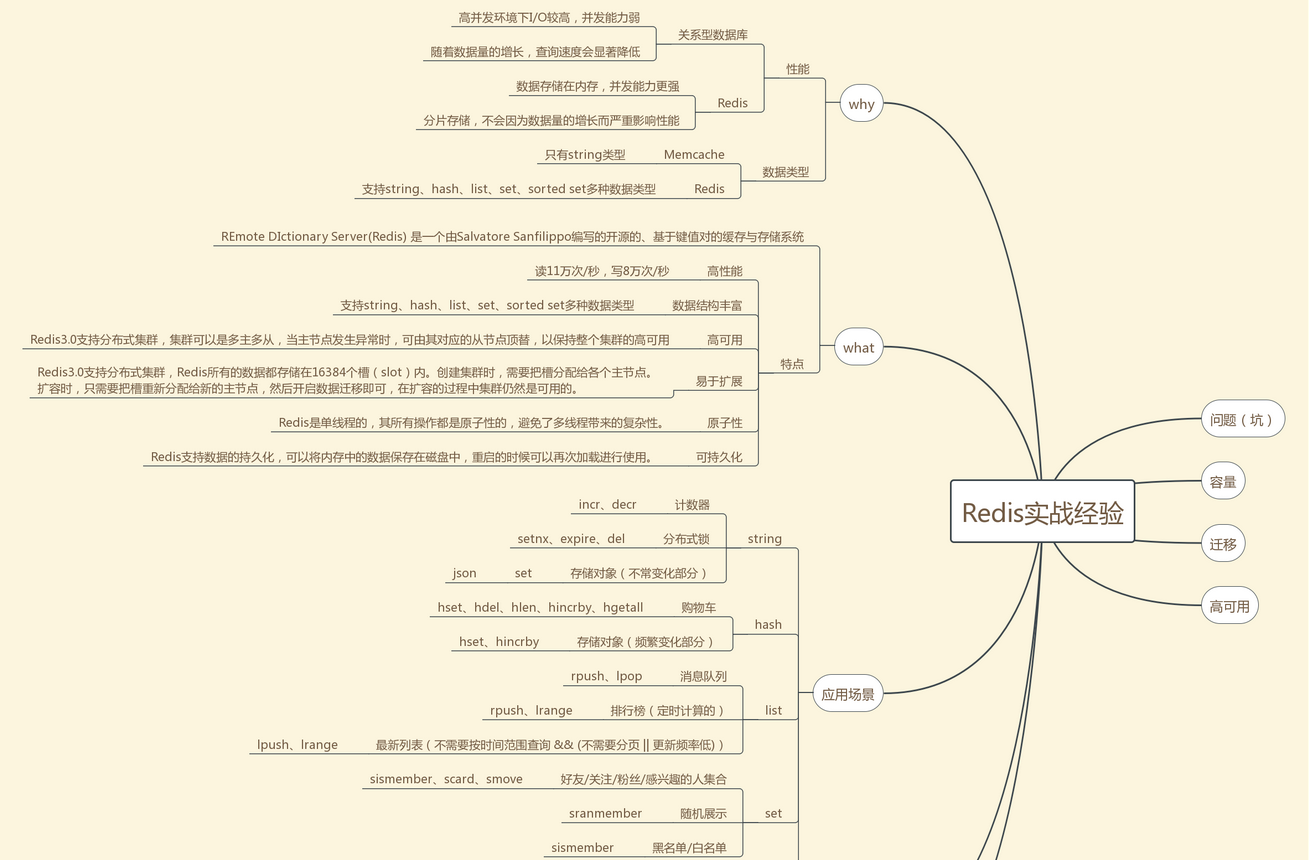 Redis实战经验
why
性能
关系型数据库
高并发环境下I/O较高，并发能力弱
随着数据量的增长，查询速度会显著降低
Redis
数据存储在内存，并发能力更强
分片存储，不会因为数据量的增长而严重影响性能
数据类型
Memcache
只有string类型
Redis
支持string、hash、list、set、sorted set多种数据类型
what
REmote DIctionary Server(Redis) 是一个由Salvatore Sanfilippo编写的开源的、基于键值对的缓存与存储系统
特点
高性能
读11万次/秒，写8万次/秒
数据结构丰富
支持string、hash、list、set、sorted set多种数据类型
高可用
Redis3.0支持分布式集群，集群可以是多主多从，当主节点发生异常时，可由其对应的从节点顶替，以保持整个集群的高可用
易于扩展
Redis3.0支持分布式集群，Redis所有的数据都存储在16384个槽（slot）内。创建集群时，需要把槽分配给各个主节点。
扩容时，只需要把槽重新分配给新的主节点，然后开启数据迁移即可，在扩容的过程中集群仍然是可用的。
原子性
Redis是单线程的，其所有操作都是原子性的，避免了多线程带来的复杂性。
可持久化
Redis支持数据的持久化，可以将内存中的数据保存在磁盘中，重启的时候可以再次加载进行使用。
应用场景
string
计数器
incr、decr
分布式锁
setnx、expire、del
存储对象（不常变化部分）
set
json
hash
购物车
hset、hdel、hlen、hincrby、hgetall
存储对象（频繁变化部分）
hset、hincrby
list
消息队列
rpush、lpop
排行榜（定时计算的）
rpush、lrange
最新列表（不需要按时间范围查询 && (不需要分页 || 更新频率低)）
lpush、lrange
set
好友/关注/粉丝/感兴趣的人集合
sismember、scard、smove
随机展示
sranmember
黑名单/白名单
sismember
问题（坑）
容量
迁移
高可用